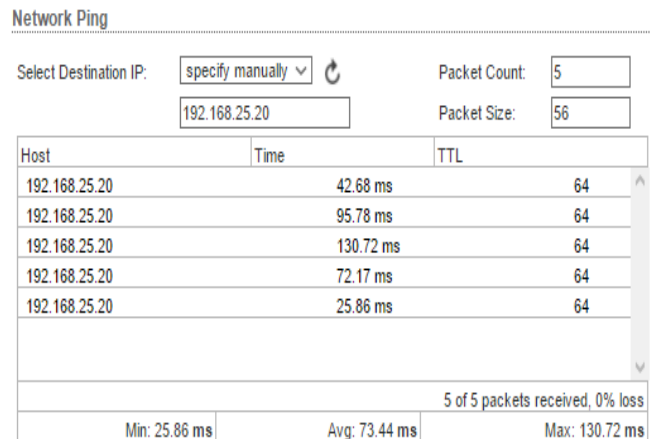 Network Ping
Select Destination IP: specify manually Packet Count: 5
192.168.25.20 Packet Size: 56
Host Time TTL
192.168.25.20 42.68 ms 64
192.168.25.20 95.78 ms 64
192.168.25.20 130.72 ms 64
192.168.25.20 72.17 ms 64
192.168.25.20 25.86 ms 64
5 of 5 packets received, 0% loss
Min: 25.86 ms Avg: 73.44 ms Max: 130.72 ms